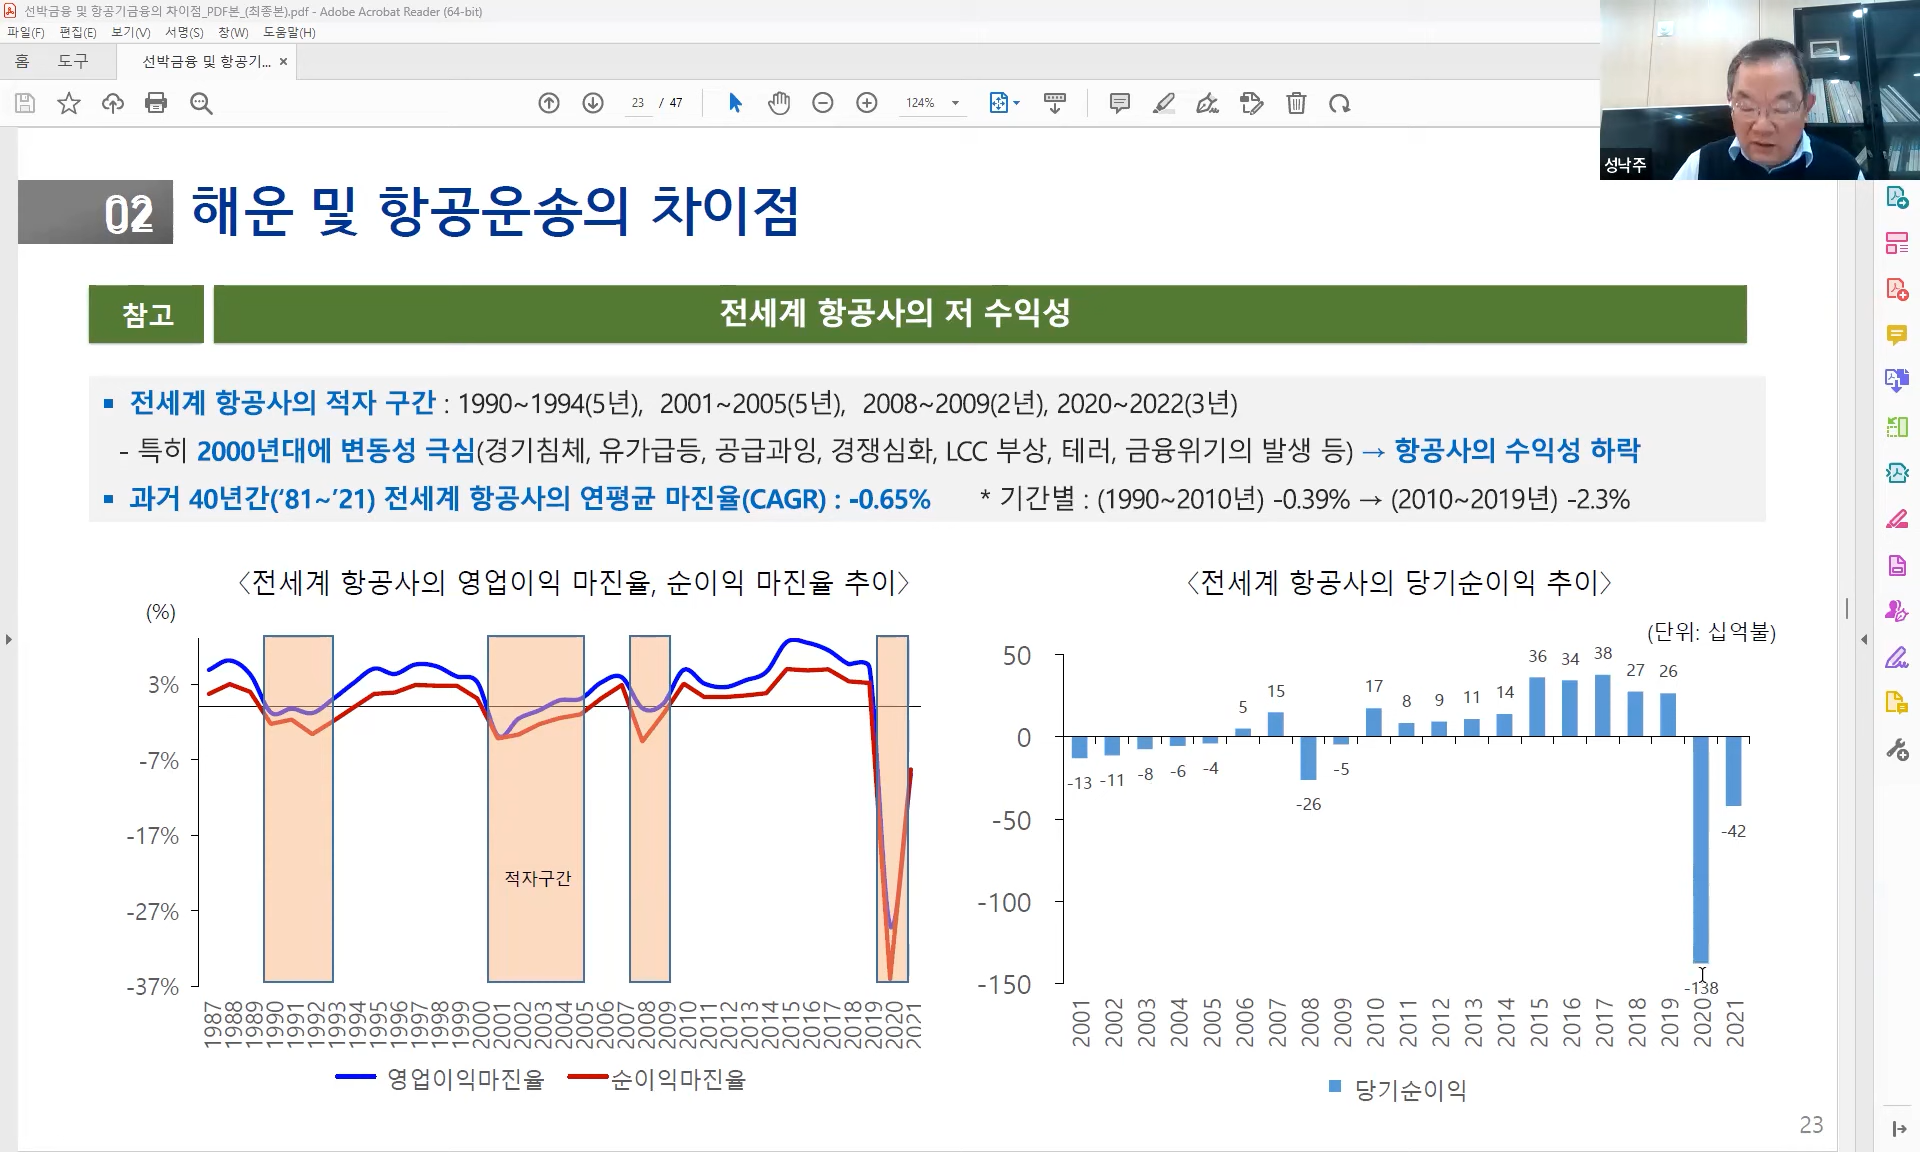 선박금융 및 항공기금융의 차이점_PDF본_(최종본).pdf - Adobe Acrobat Reader (64-bit)
파일(F) 편집(E) 보기(V) 서명(S) 창(W) 도움말(H)
홈 도구 선박금융 및 항공기... ×
23 / 47 124%
성낙주
02 해운 및 항공운송의 차이점
참고 전세계 항공사의 저 수익성
▪ 전세계 항공사의 적자 구간 : 1990~1994(5년), 2001~2005(5년), 2008~2009(2년), 2020~2022(3년)
- 특히 2000년대에 변동성 극심(경기침체, 유가급등, 공급과잉, 경쟁심화, LCC 부상, 테러, 금융위기의 발생 등) → 항공사의 수익성 하락
▪ 과거 40년간('81~'21) 전세계 항공사의 연평균 마진율(CAGR) : -0.65% * 기간별 : (1990~2010년) -0.39% → (2010~2019년) -2.3%
〈전세계 항공사의 영업이익 마진율, 순이익 마진율 추이〉
(%)
3%
-7%
-17%
-27%
-37%
적자구간
1987 1988 1989 1990 1991 1992 1993 1994 1995 1996 1997 1998 1999 2000 2001 2002 2003 2004 2005 2006 2007 2008 2009 2010 2011 2012 2013 2014 2015 2016 2017 2018 2019 2020 2021
영업이익마진율 순이익마진율
〈전세계 항공사의 당기순이익 추이〉
(단위: 십억불)
50
0
-50
-100
-150
-13 -11 -8 -6 -4 5 15 -26 -5 17 8 9 11 14 36 34 38 27 26 -138 -42
2001 2002 2003 2004 2005 2006 2007 2008 2009 2010 2011 2012 2013 2014 2015 2016 2017 2018 2019 2020 2021
당기순이익
23